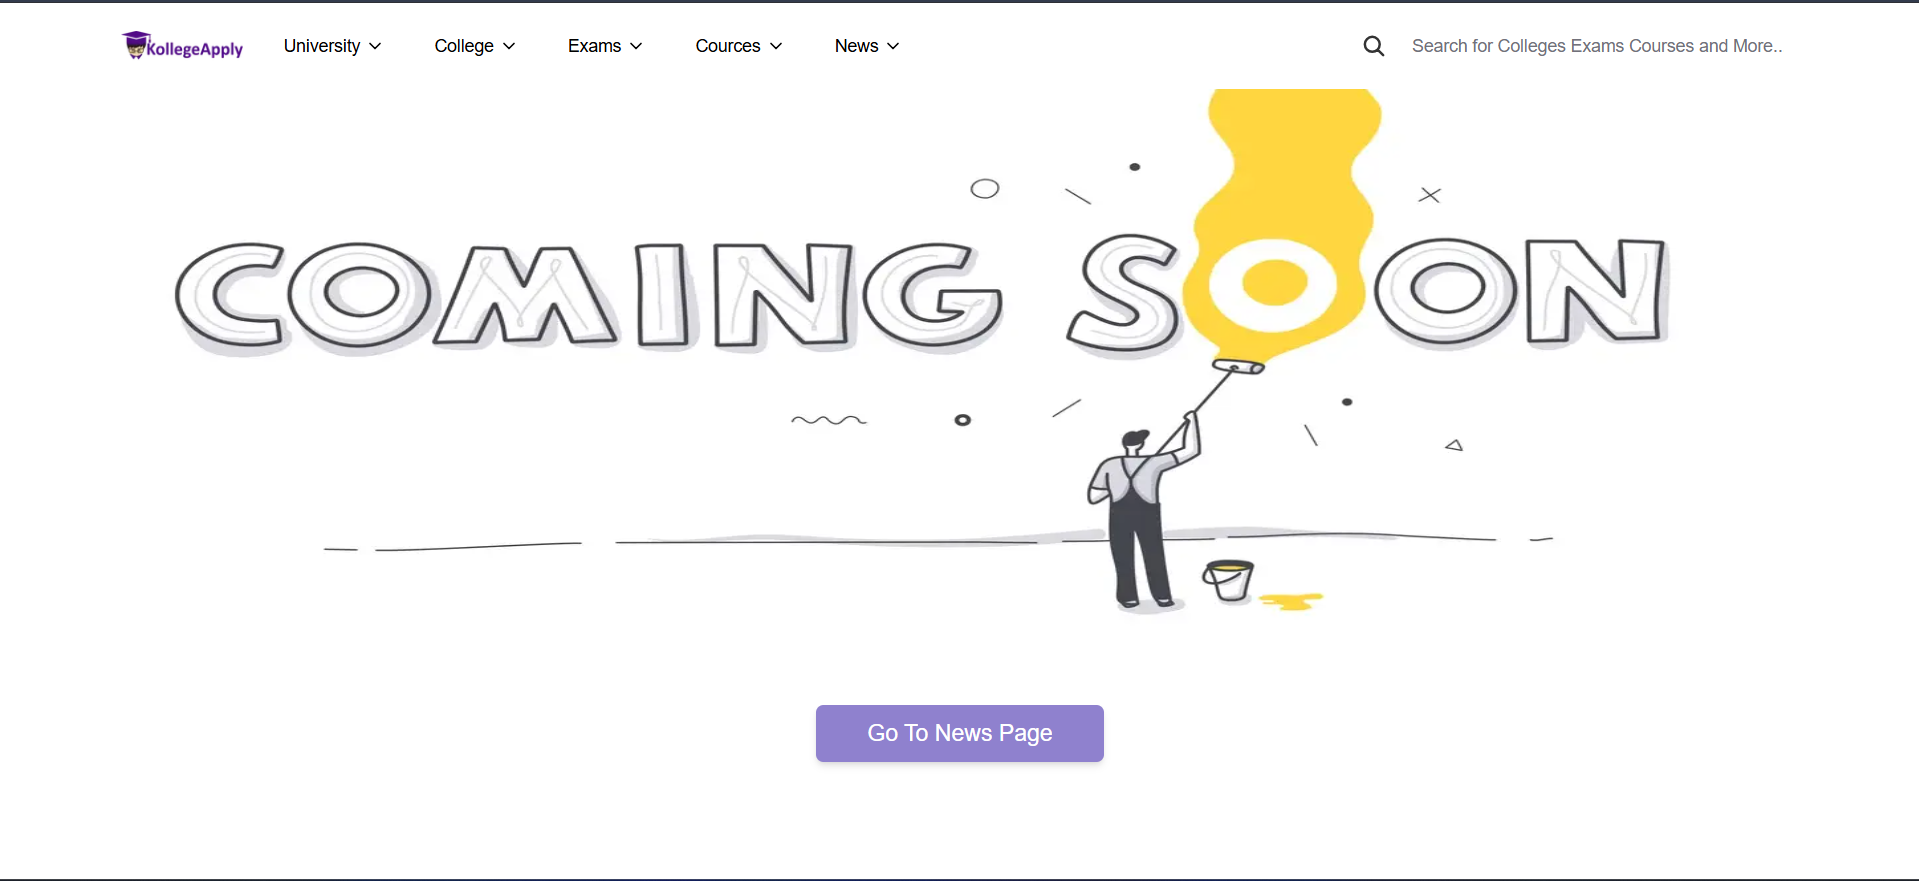 KollegeApply University College Exams Cources News Search for Colleges Exams Courses and More..
COMING SOON
Go To News Page